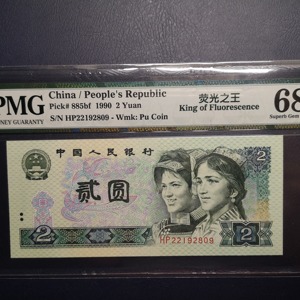 China / People's Republic
Pick# 885bf 1990 2 Yuan
S/N HP22192809 - Wmk: Pu Coin
荧光之王
King of Fluorescence
PMG
68
Superb Gem
中国人民银行
贰圆
2
2
HP22192809
2